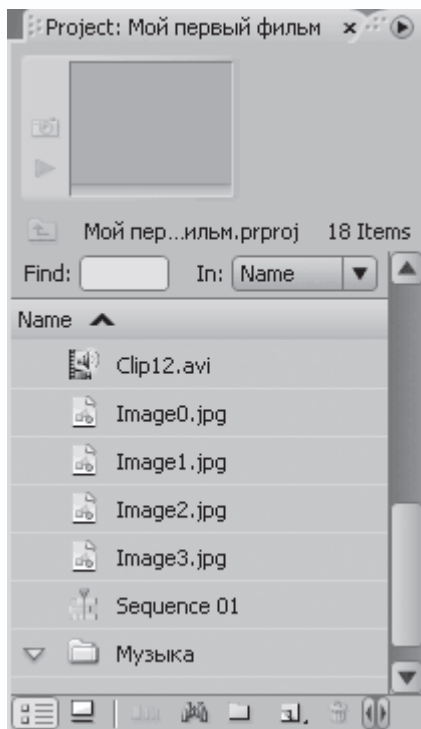 Project: Мой первый фильм
Мой пер...ильм.prproj 18 Items
Find: In: Name
Name
Clip12.avi
Image0.jpg
Image1.jpg
Image2.jpg
Image3.jpg
Sequence 01
Музыка